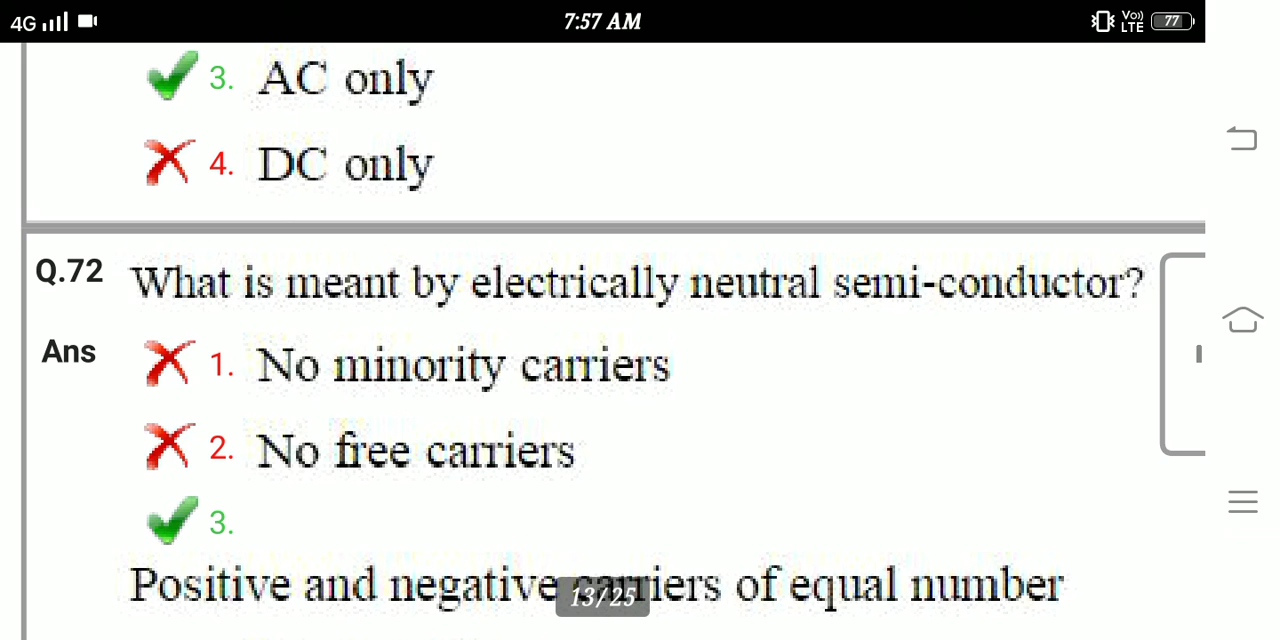 4G 7:57 AM Vo) LTE 77
3. AC only
4. DC only
Q.72 What is meant by electrically neutral semi-conductor?
Ans 1. No minority carriers
2. No free carriers
3.
Positive and negative carriers of equal number
13/25